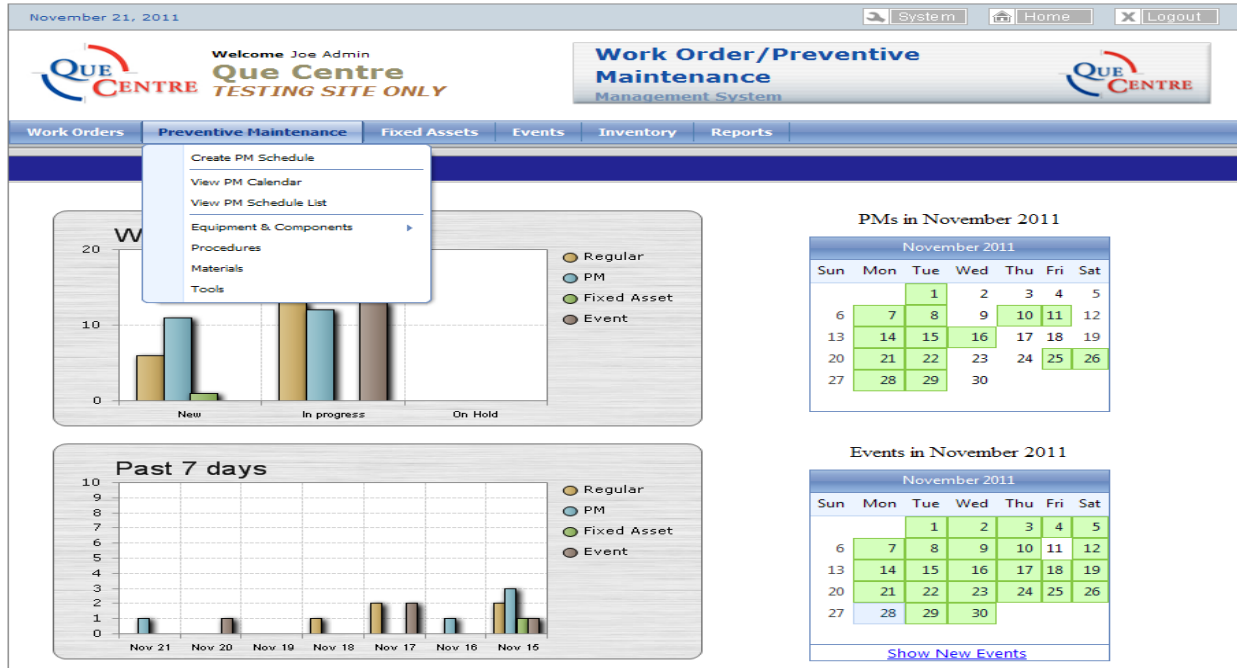 November 21, 2011
System
Home
X Logout
QUE CENTRE
Welcome Joe Admin
Que Centre
TESTING SITE ONLY
Work Order/Preventive
Maintenance
Management System
QUE CENTRE
Work Orders Preventive Maintenance Fixed Assets Events Inventory Reports
Create PM Schedule
View PM Calendar
View PM Schedule List
Equipment & Components
Procedures
Materials
Tools
W
20
10
0
New In progress On Hold
Regular
PM
Fixed Asset
Event
PMs in November 2011
November 2011
Sun Mon Tue Wed Thu Fri Sat
1 2 3 4 5
6 7 8 9 10 11 12
13 14 15 16 17 18 19
20 21 22 23 24 25 26
27 28 29 30
Past 7 days
10
9
8
7
6
5
4
3
2
1
0
Nov 21 Nov 20 Nov 19 Nov 18 Nov 17 Nov 16 Nov 15
Regular
PM
Fixed Asset
Event
Events in November 2011
November 2011
Sun Mon Tue Wed Thu Fri Sat
1 2 3 4 5
6 7 8 9 10 11 12
13 14 15 16 17 18 19
20 21 22 23 24 25 26
27 28 29 30
Show New Events